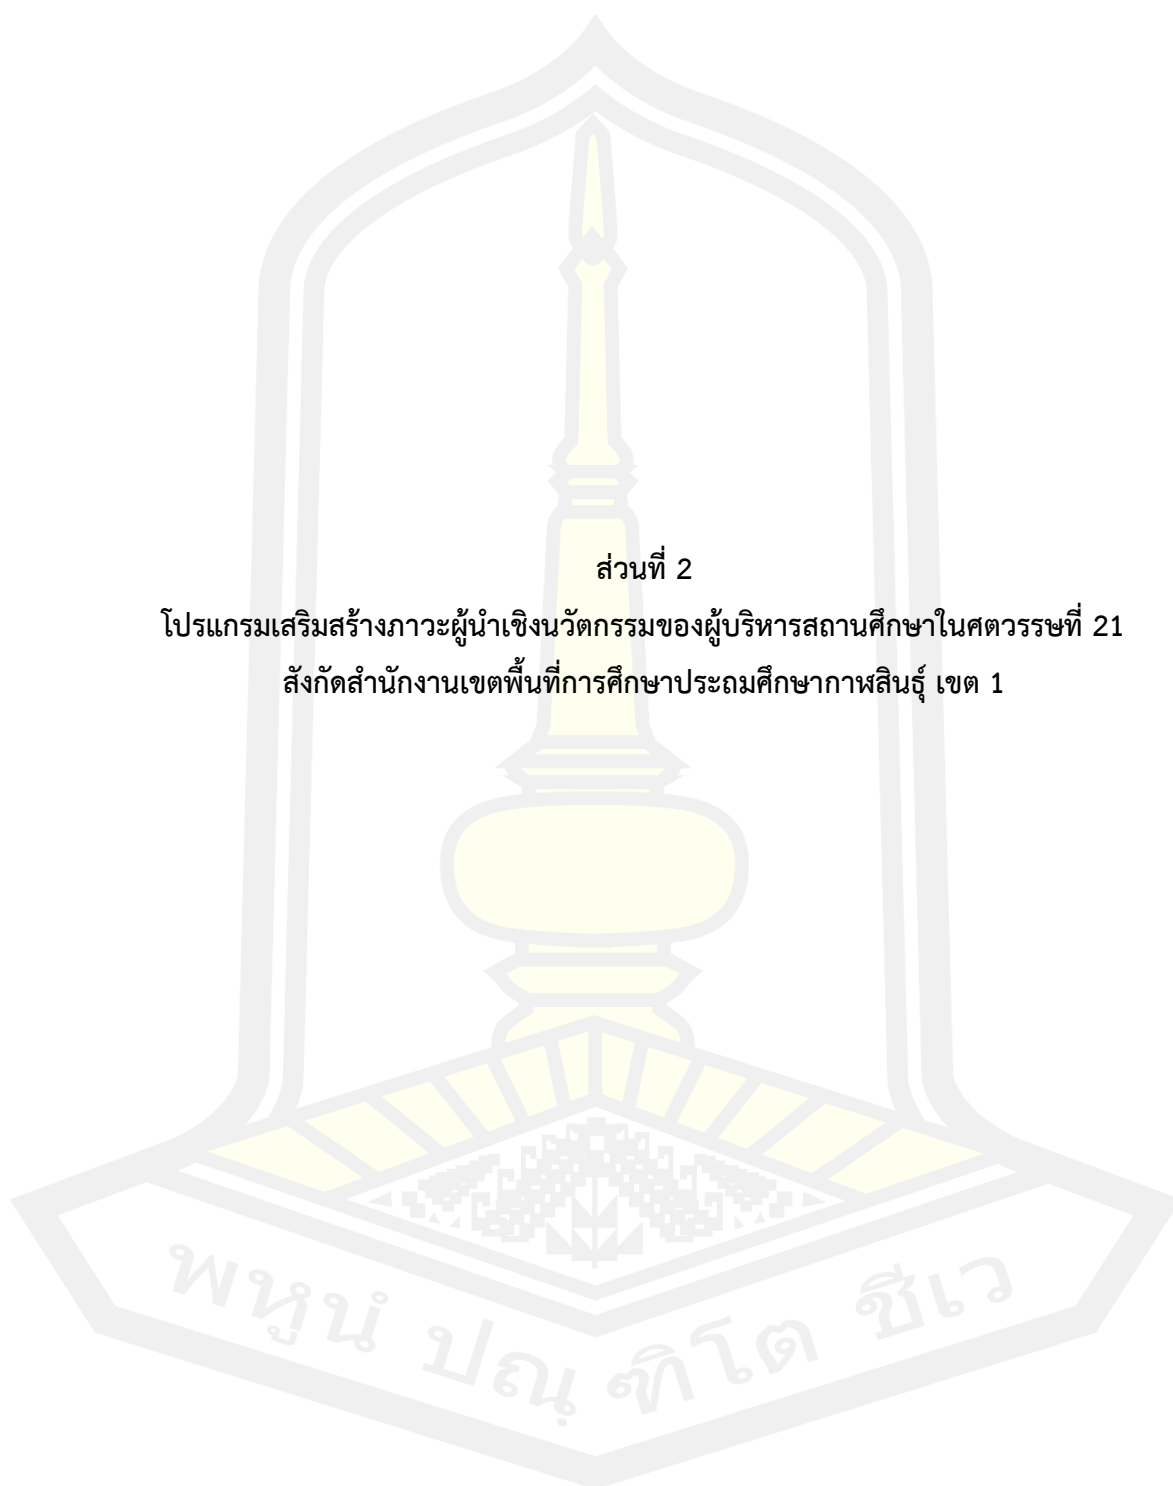 ส่วนที่ 2
โปรแกรมเสริมสร้างภาวะผู้นำเชิงนวัตกรรมของผู้บริหารสถานศึกษาในศตวรรษที่ 21
สังกัดสำนักงานเขตพื้นที่การศึกษาประถมศึกษากาฬสินธุ์ เขต 1
พหูนํ ปณฺฑิโต ชีเว